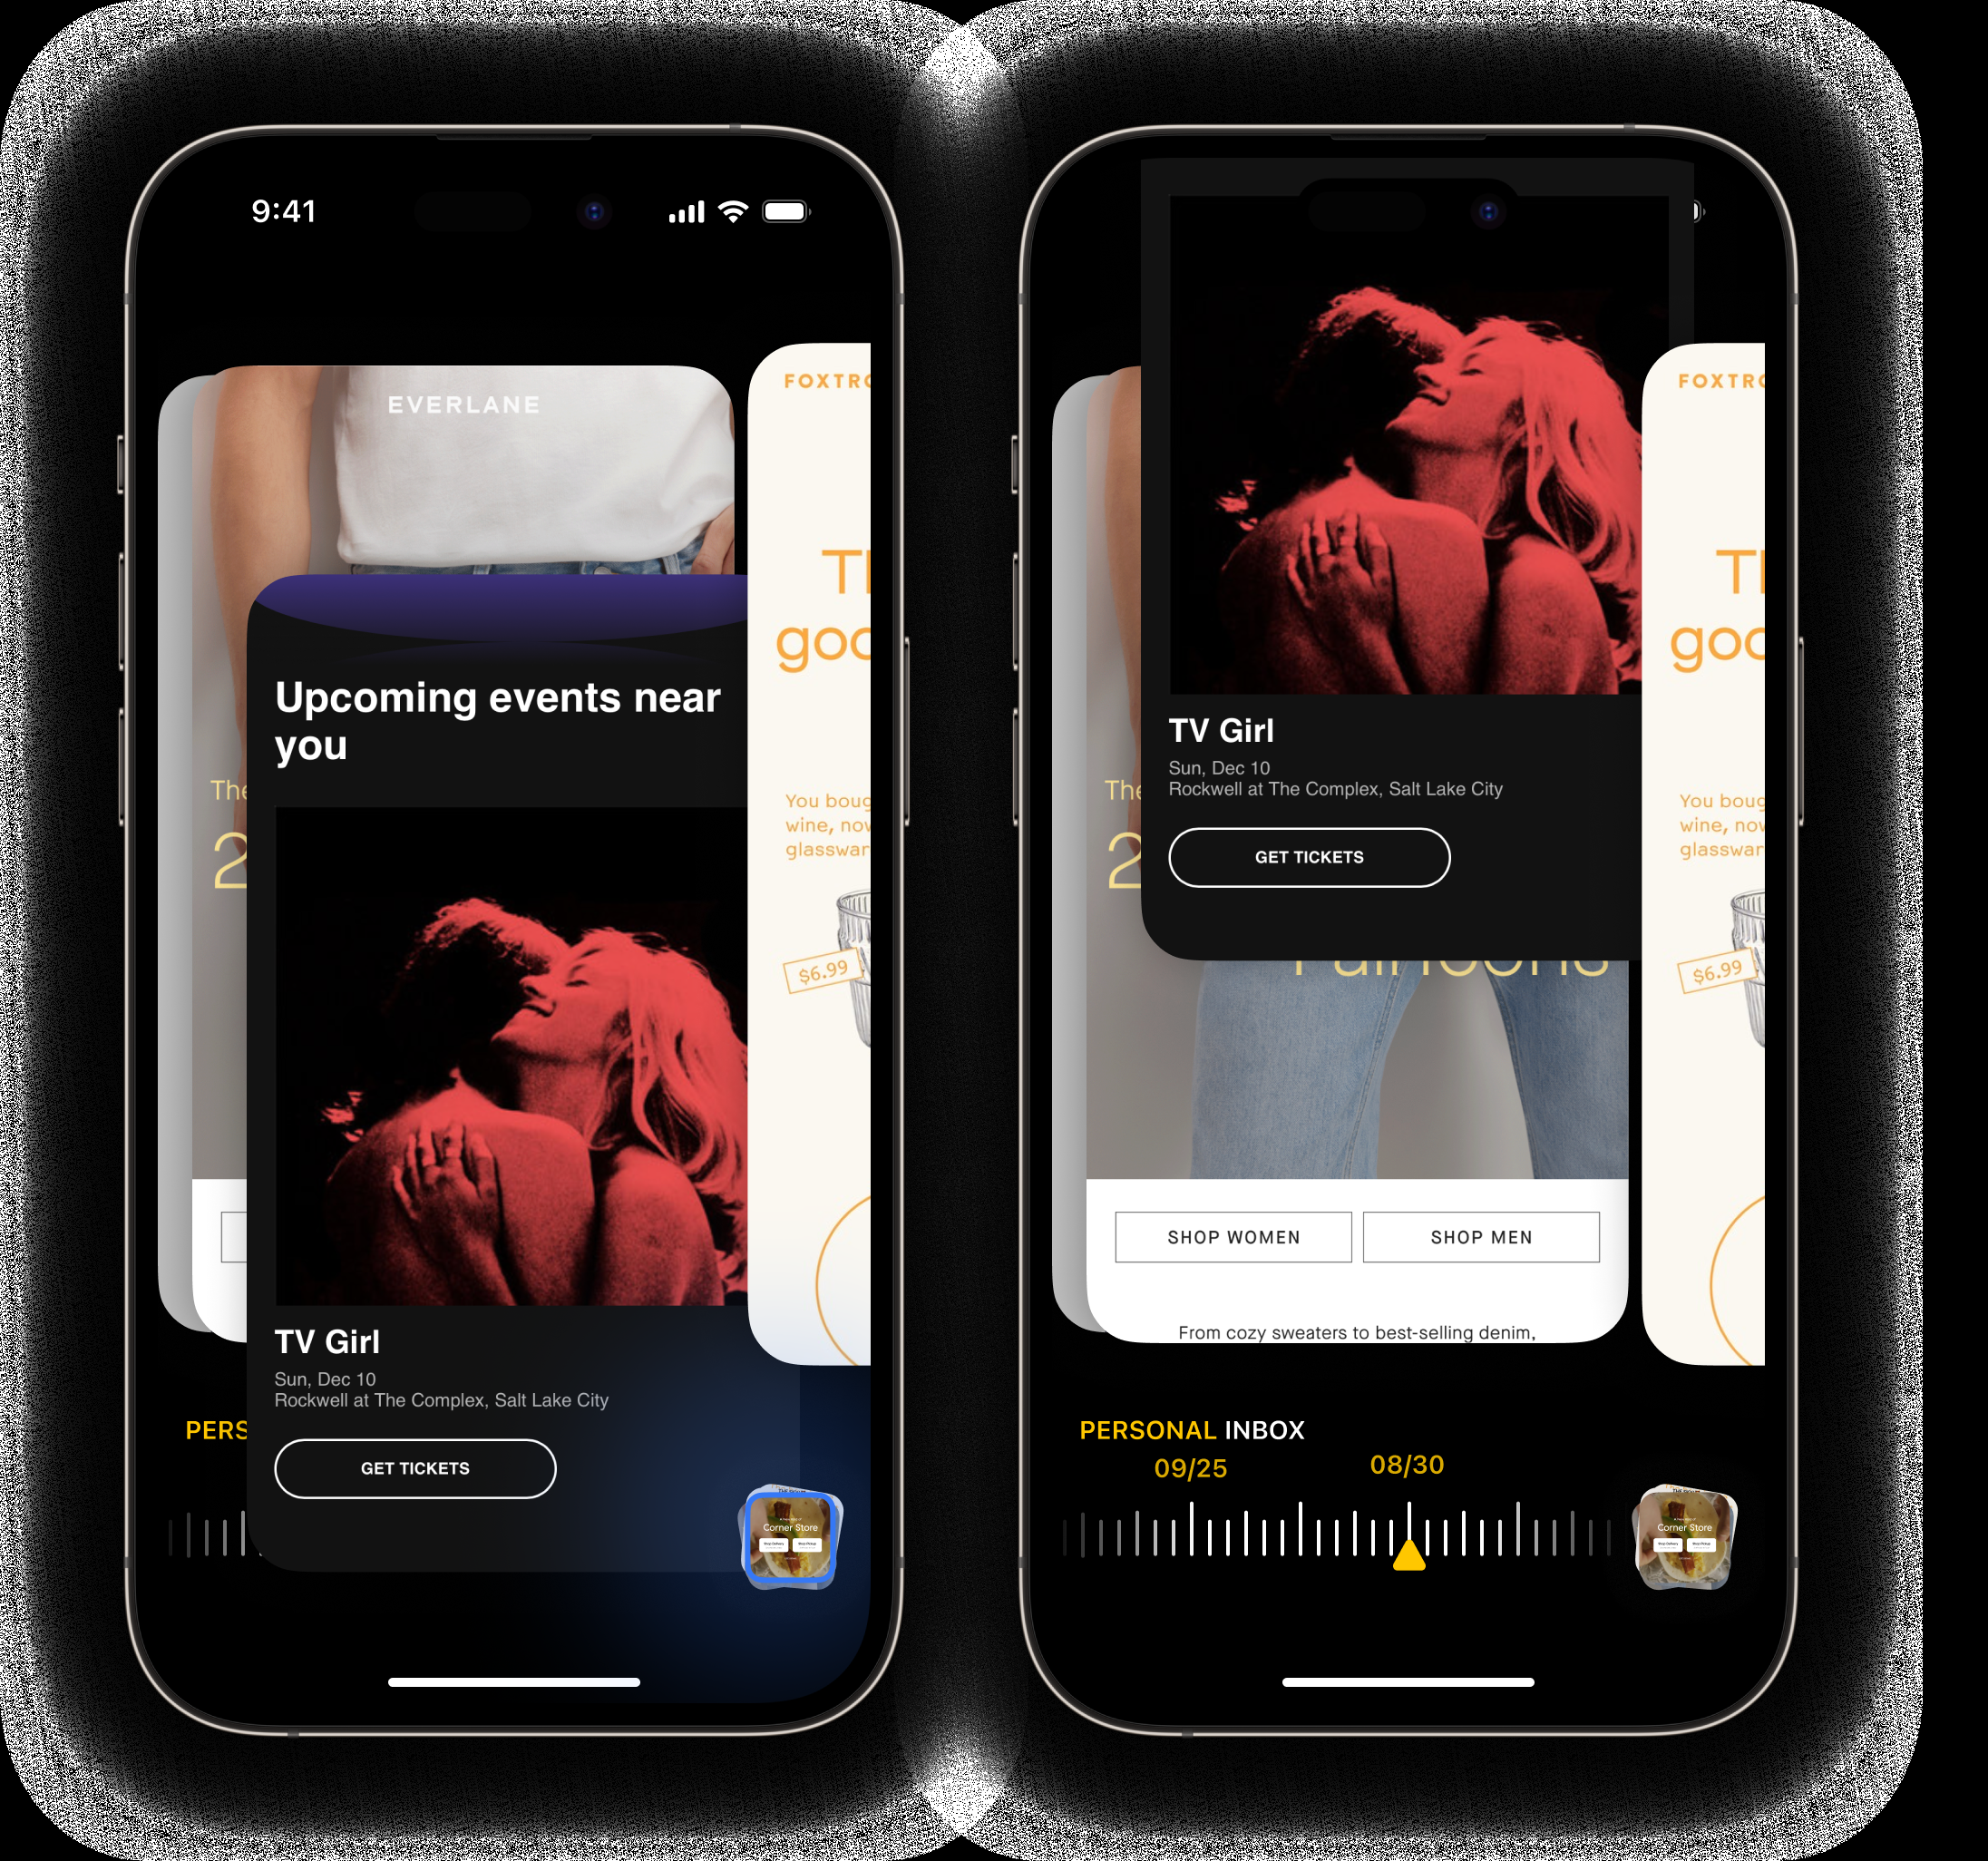 9:41
EVERLANE
FOXTR
Th
goo
Upcoming events near
you
The
2
You boug
wine, nov
glasswar
$6.99
TV Girl
Sun, Dec 10
Rockwell at The Complex, Salt Lake City
GET TICKETS
PERS
Corner Store
FOXTR
Th
goo
TV Girl
Sun, Dec 10
Rockwell at The Complex, Salt Lake City
GET TICKETS
The
2
You boug
wine, nov
glasswar
$6.99
SHOP WOMEN
SHOP MEN
From cozy sweaters to best-selling denim,
PERSONAL INBOX
09/25
08/30
Corner Store